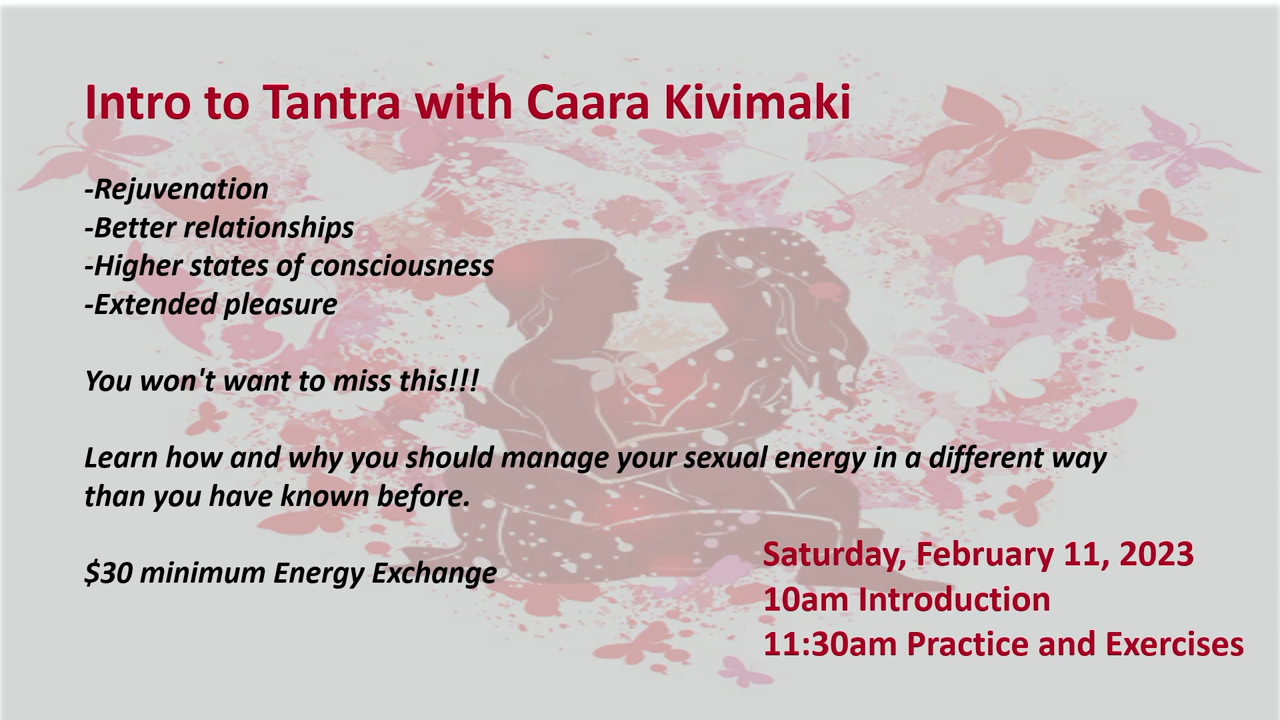 Intro to Tantra with Caara Kivimaki
-Rejuvenation
-Better relationships
-Higher states of consciousness
-Extended pleasure
You won't want to miss this!!!
Learn how and why you should manage your sexual energy in a different way
than you have known before.
$30 minimum Energy Exchange
Saturday, February 11, 2023
10am Introduction
11:30am Practice and Exercises